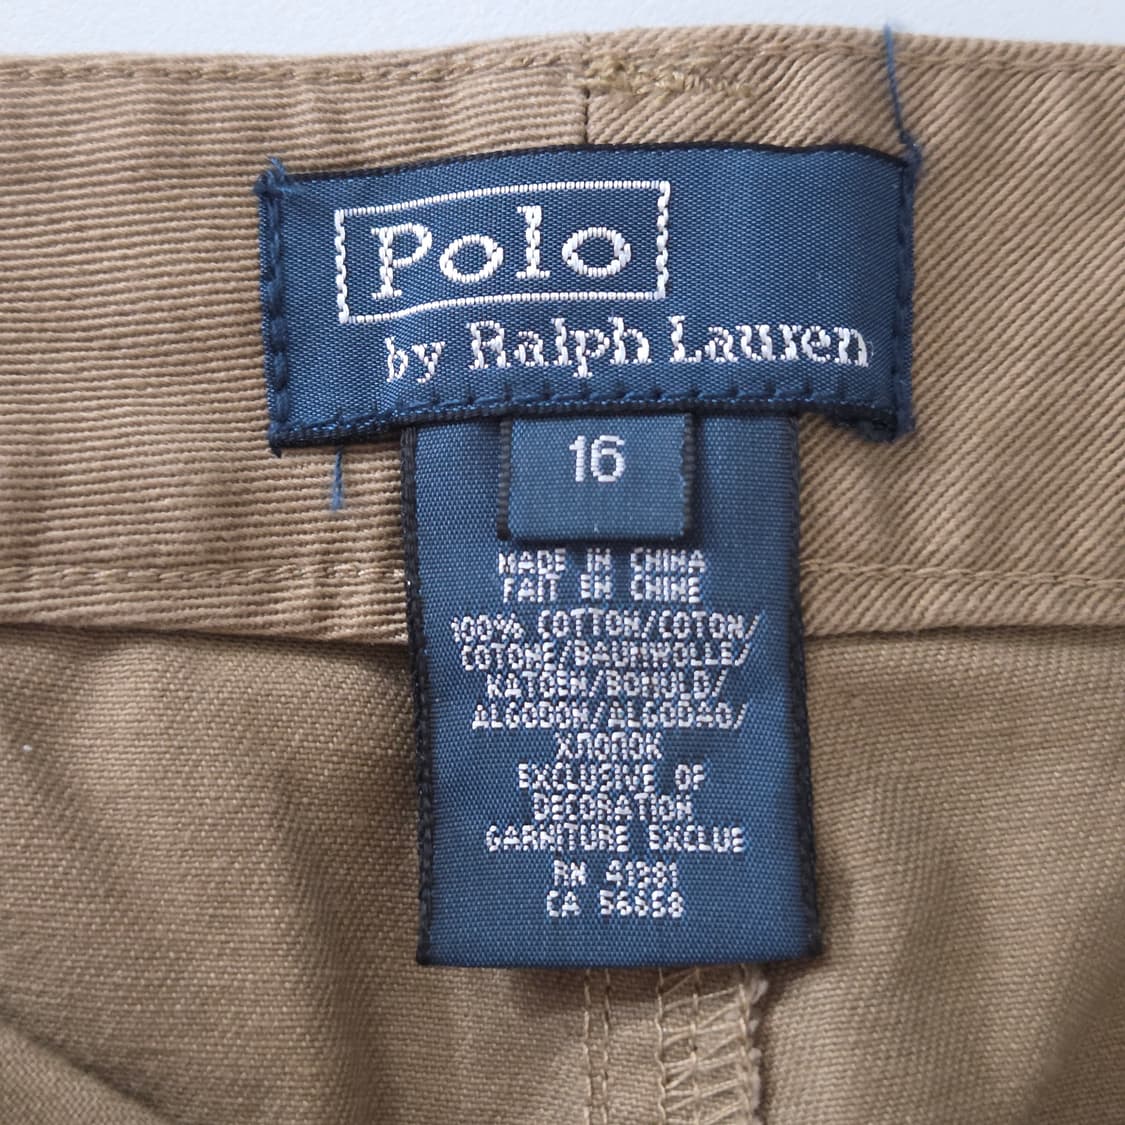 Polo
by Ralph Lauren
16
MADE IN CHINA
FAIT EN CHINE
100% COTTON/COTON/
COTONE/BAUMWOLLE/
KATOEN/BOMULD/
ALGODON/ALGODAO/
ХЛОПОК
EXCLUSIVE OF
DECORATION
GARNITURE EXCLUE
RN 41381
CA 56658